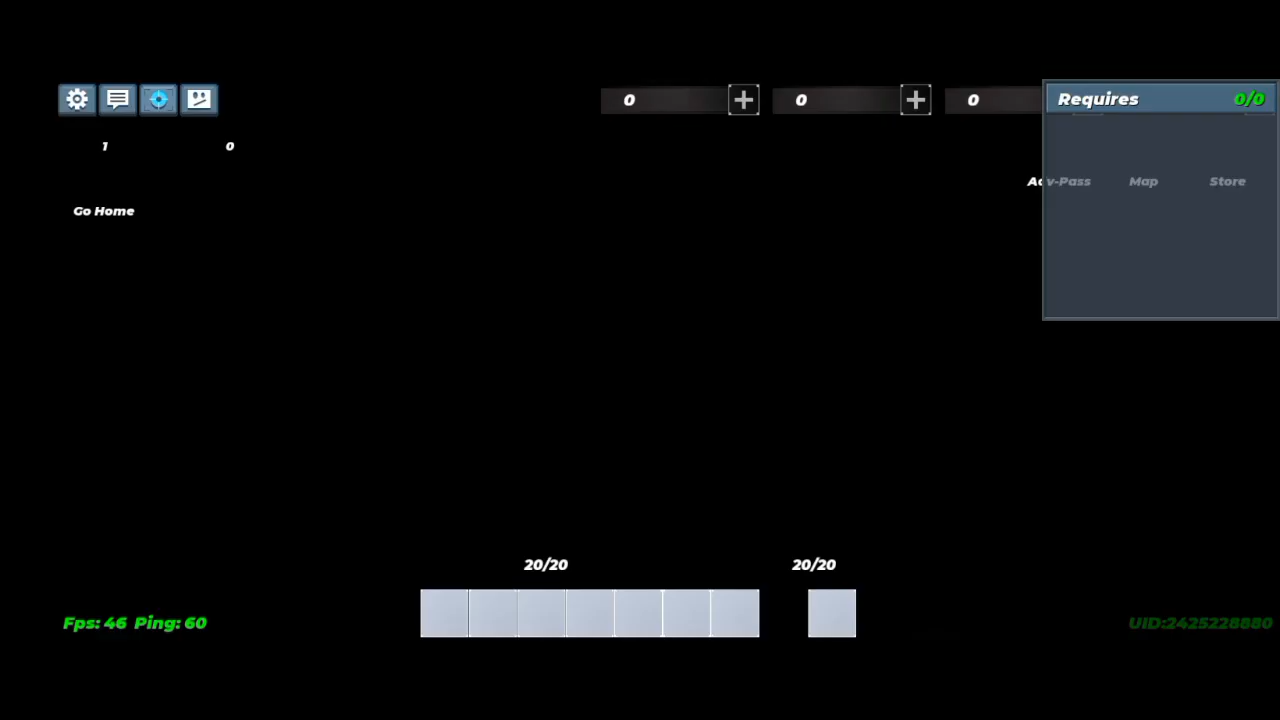 0 0 0 Requires 0/0
1 0
Adv-Pass Map Store
Go Home
20/20 20/20
Fps: 46 Ping: 60 UID:2425228880